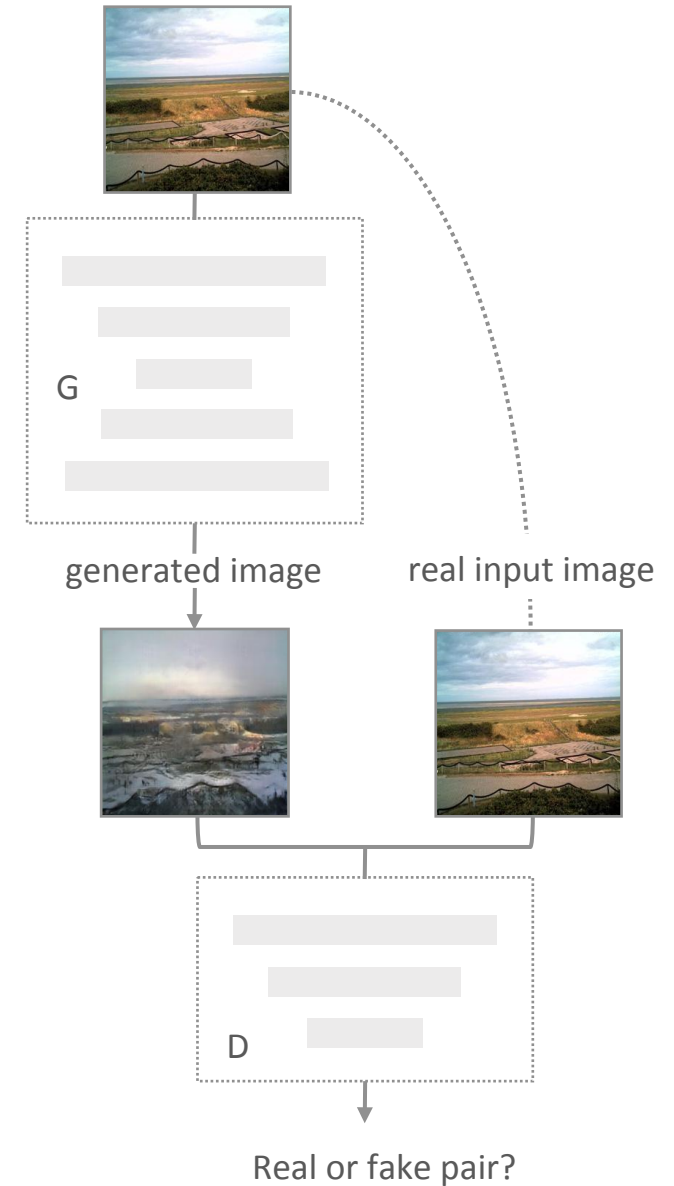 G
generated image
real input image
D
Real or fake pair?